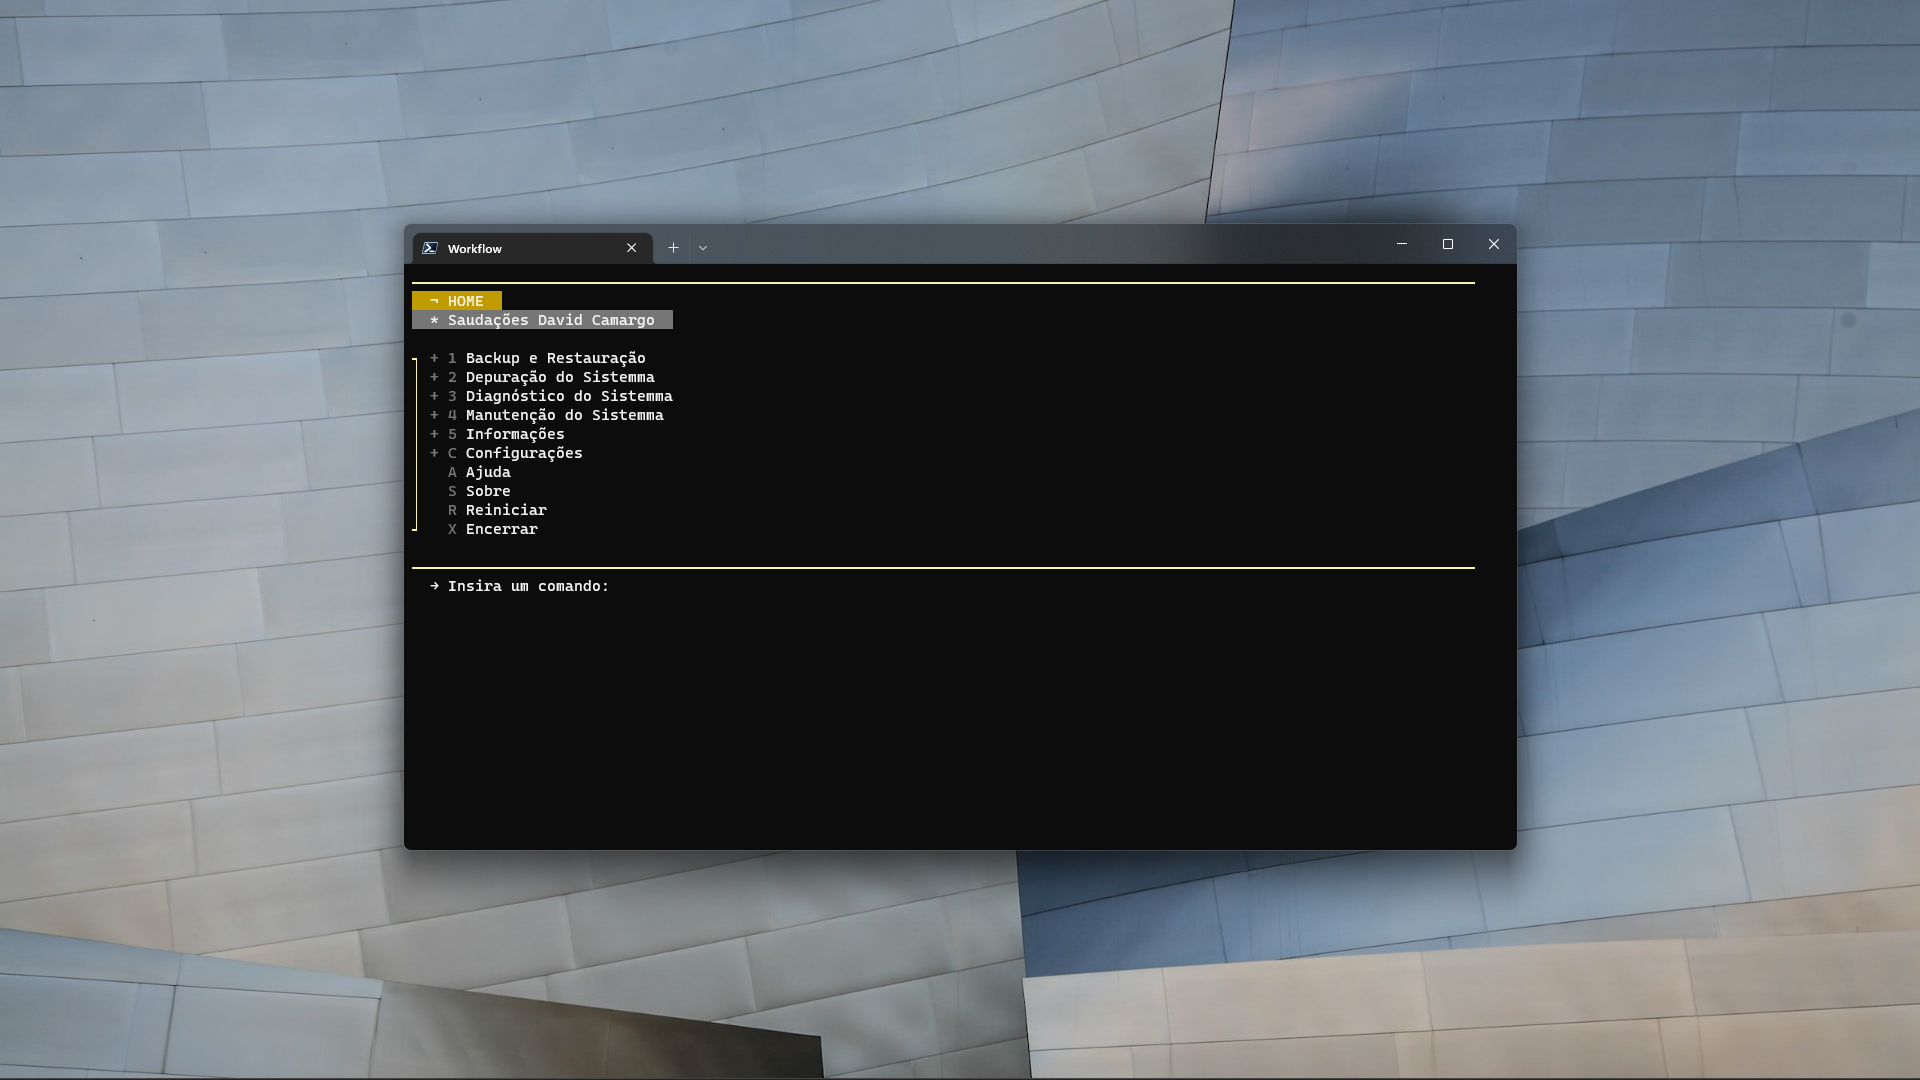 Workflow
¬ HOME
* Saudações David Camargo
+ 1 Backup e Restauração
+ 2 Depuração do Sistemma
+ 3 Diagnóstico do Sistemma
+ 4 Manutenção do Sistemma
+ 5 Informações
+ C Configurações
A Ajuda
S Sobre
R Reiniciar
X Encerrar
→ Insira um comando: